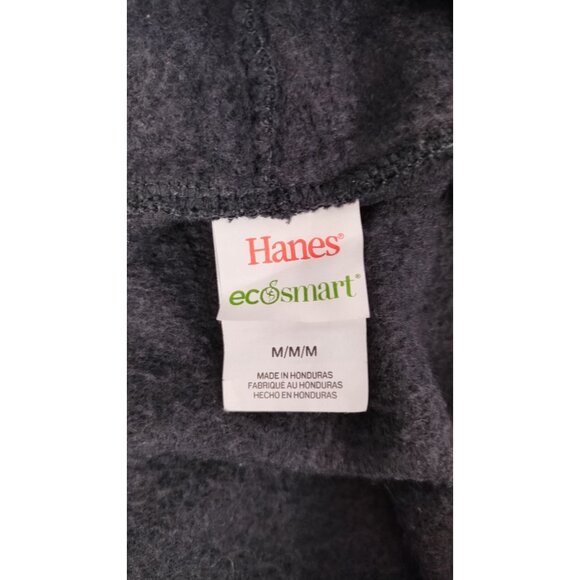 Hanes®
ecosmart®
M/M/M
MADE IN HONDURAS
FABRIQUÉ AU HONDURAS
HECHO EN HONDURAS